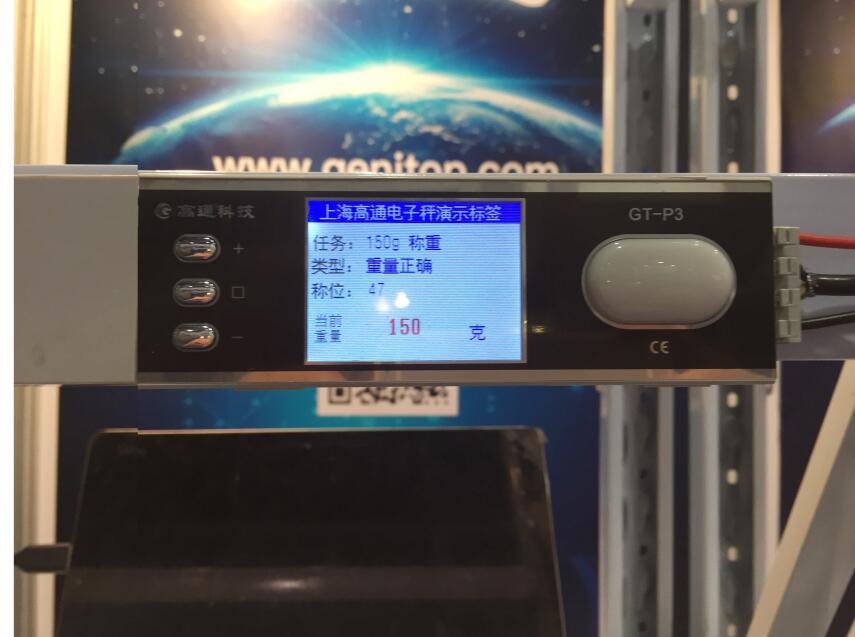 www.genitop.com
高通科技
+
□
−
上海高通电子秤演示标签
任务: 150g 称重
类型: 重量正确
称位: 47
当前
重量
150 克
GT-P3
CE